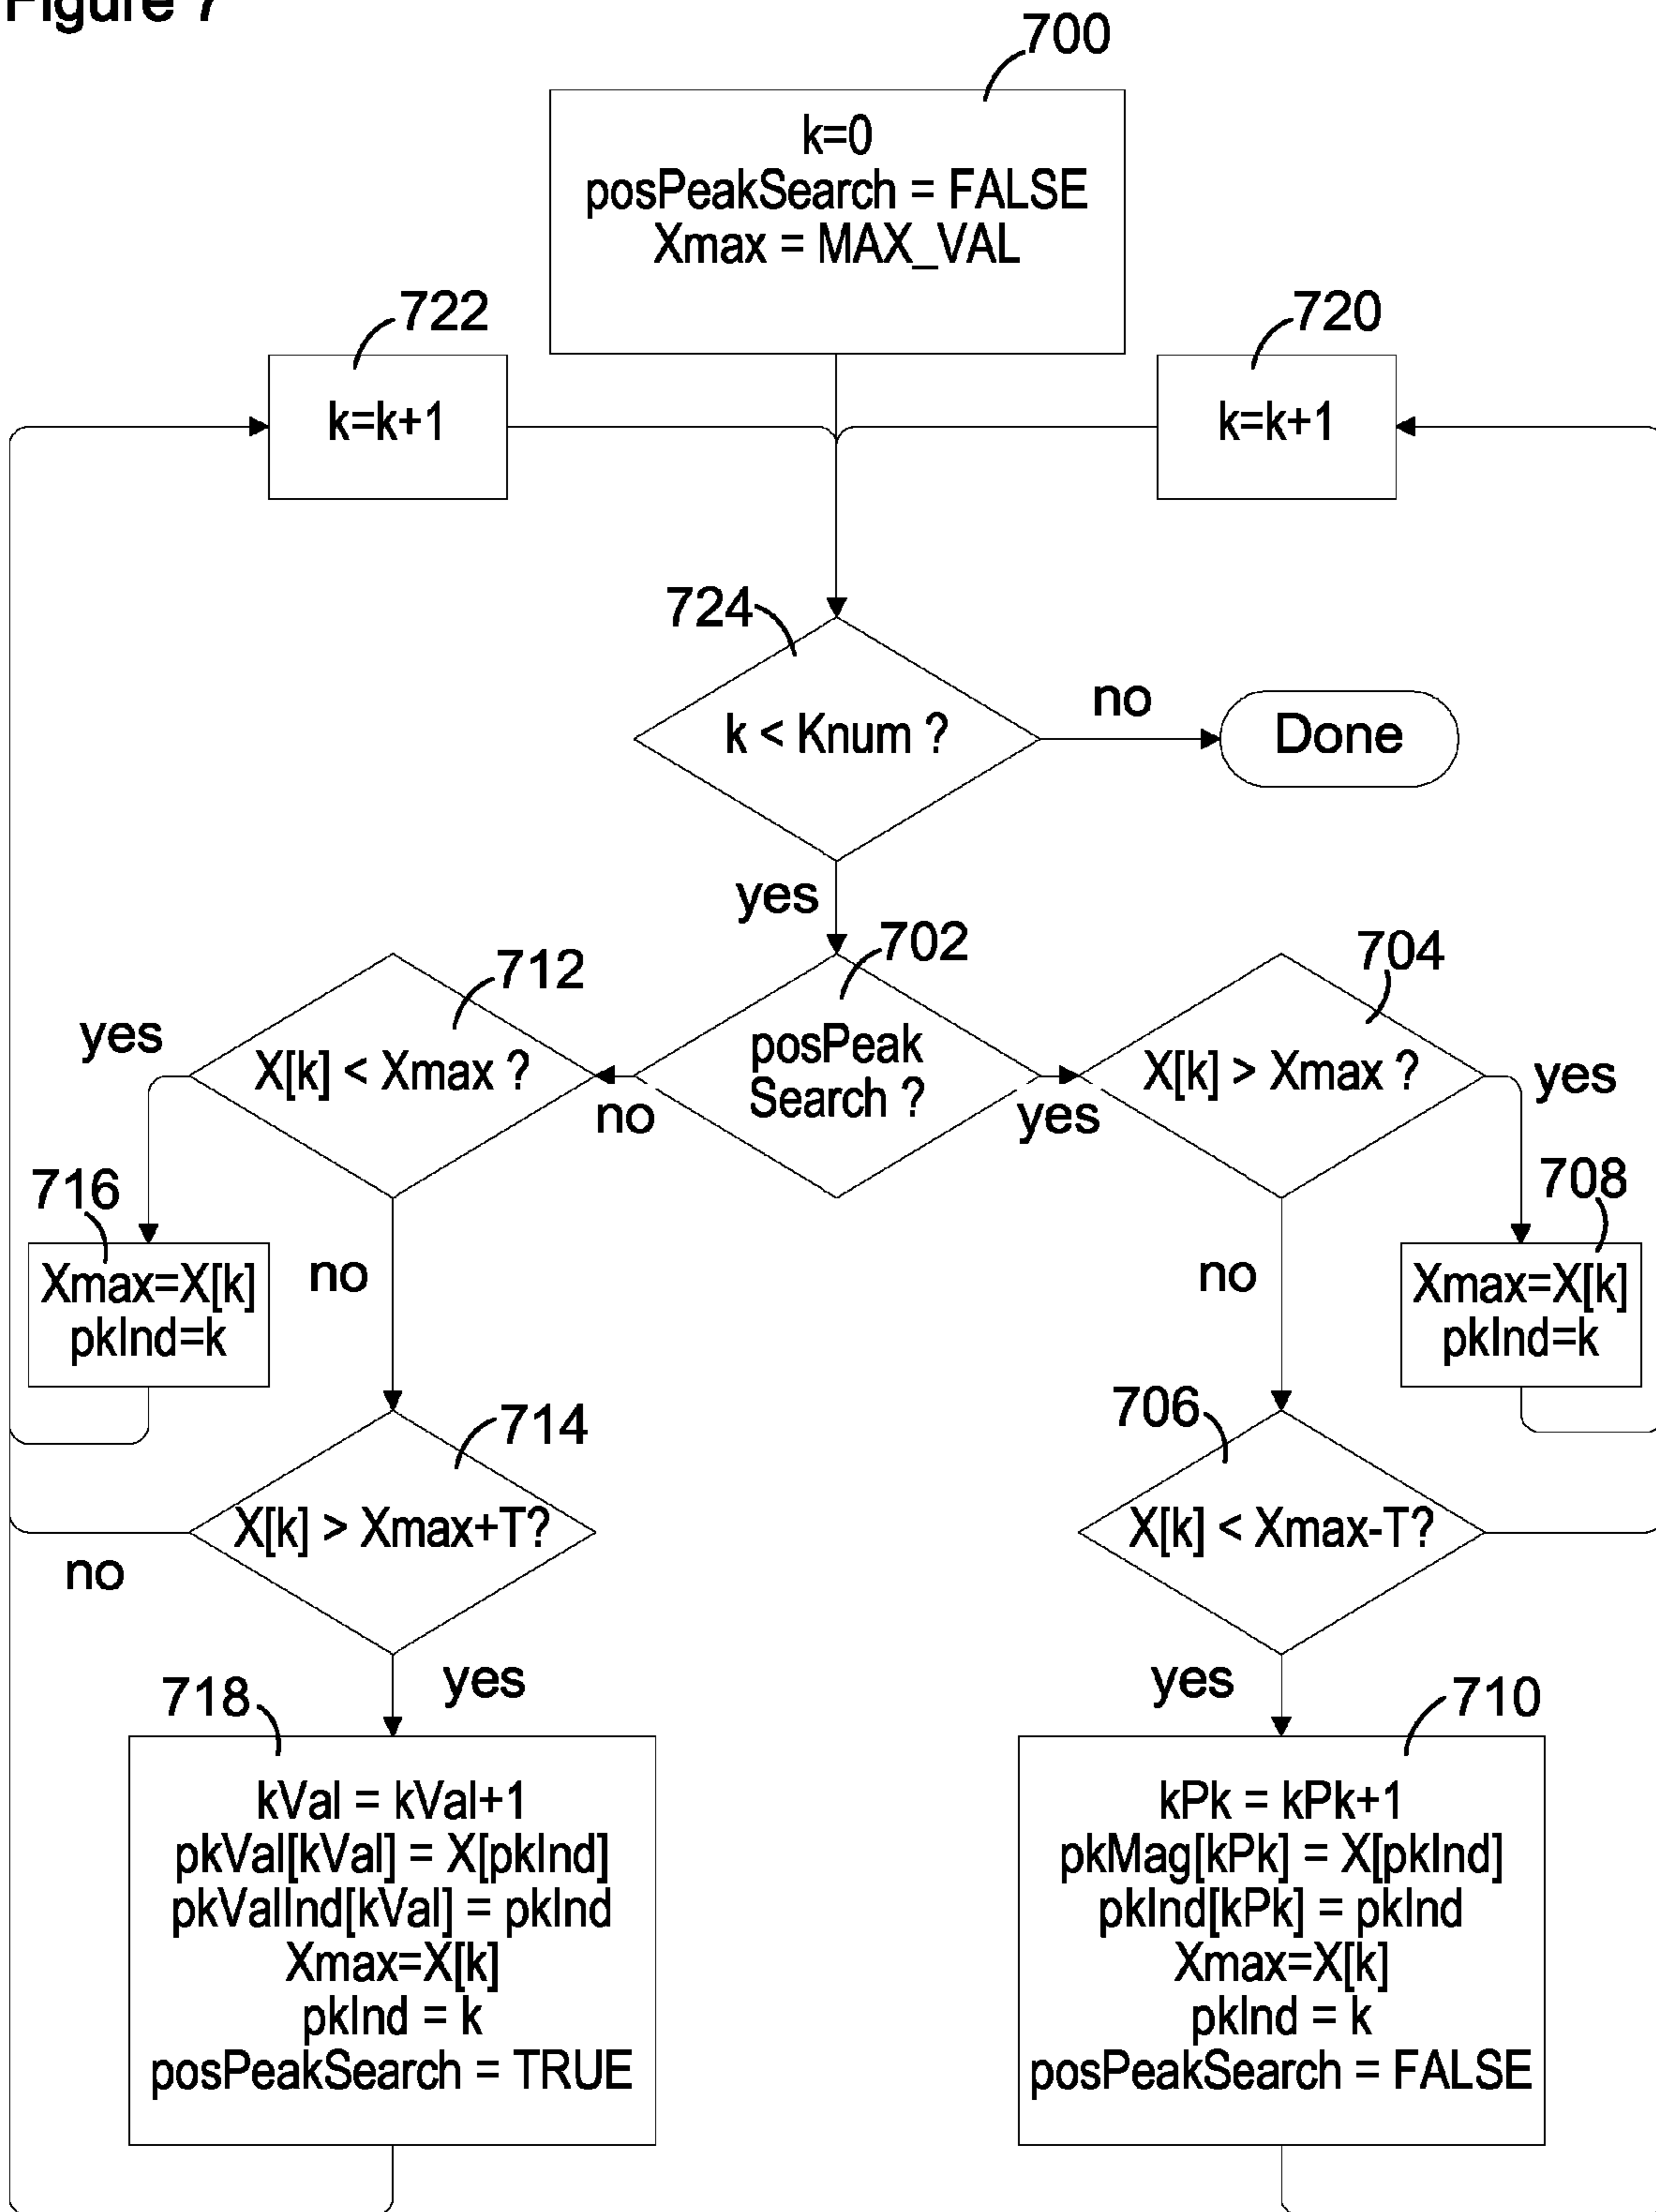 Figure 7
700
k=0
posPeakSearch = FALSE
Xmax = MAX_VAL
722
720
k=k+1
k=k+1
724
k < Knum ?
no
Done
yes
702
712
704
yes
X[k] < Xmax ?
no
posPeak
Search ?
yes
X[k] > Xmax ?
yes
716
708
Xmax=X[k]
pkInd=k
no
no
Xmax=X[k]
pkInd=k
714
706
X[k] > Xmax+T?
X[k] < Xmax-T?
no
yes
yes
718
710
kVal = kVal+1
pkVal[kVal] = X[pkInd]
pkValInd[kVal] = pkInd
Xmax=X[k]
pkInd = k
posPeakSearch = TRUE
kPk = kPk+1
pkMag[kPk] = X[pkInd]
pkInd[kPk] = pkInd
Xmax=X[k]
pkInd = k
posPeakSearch = FALSE